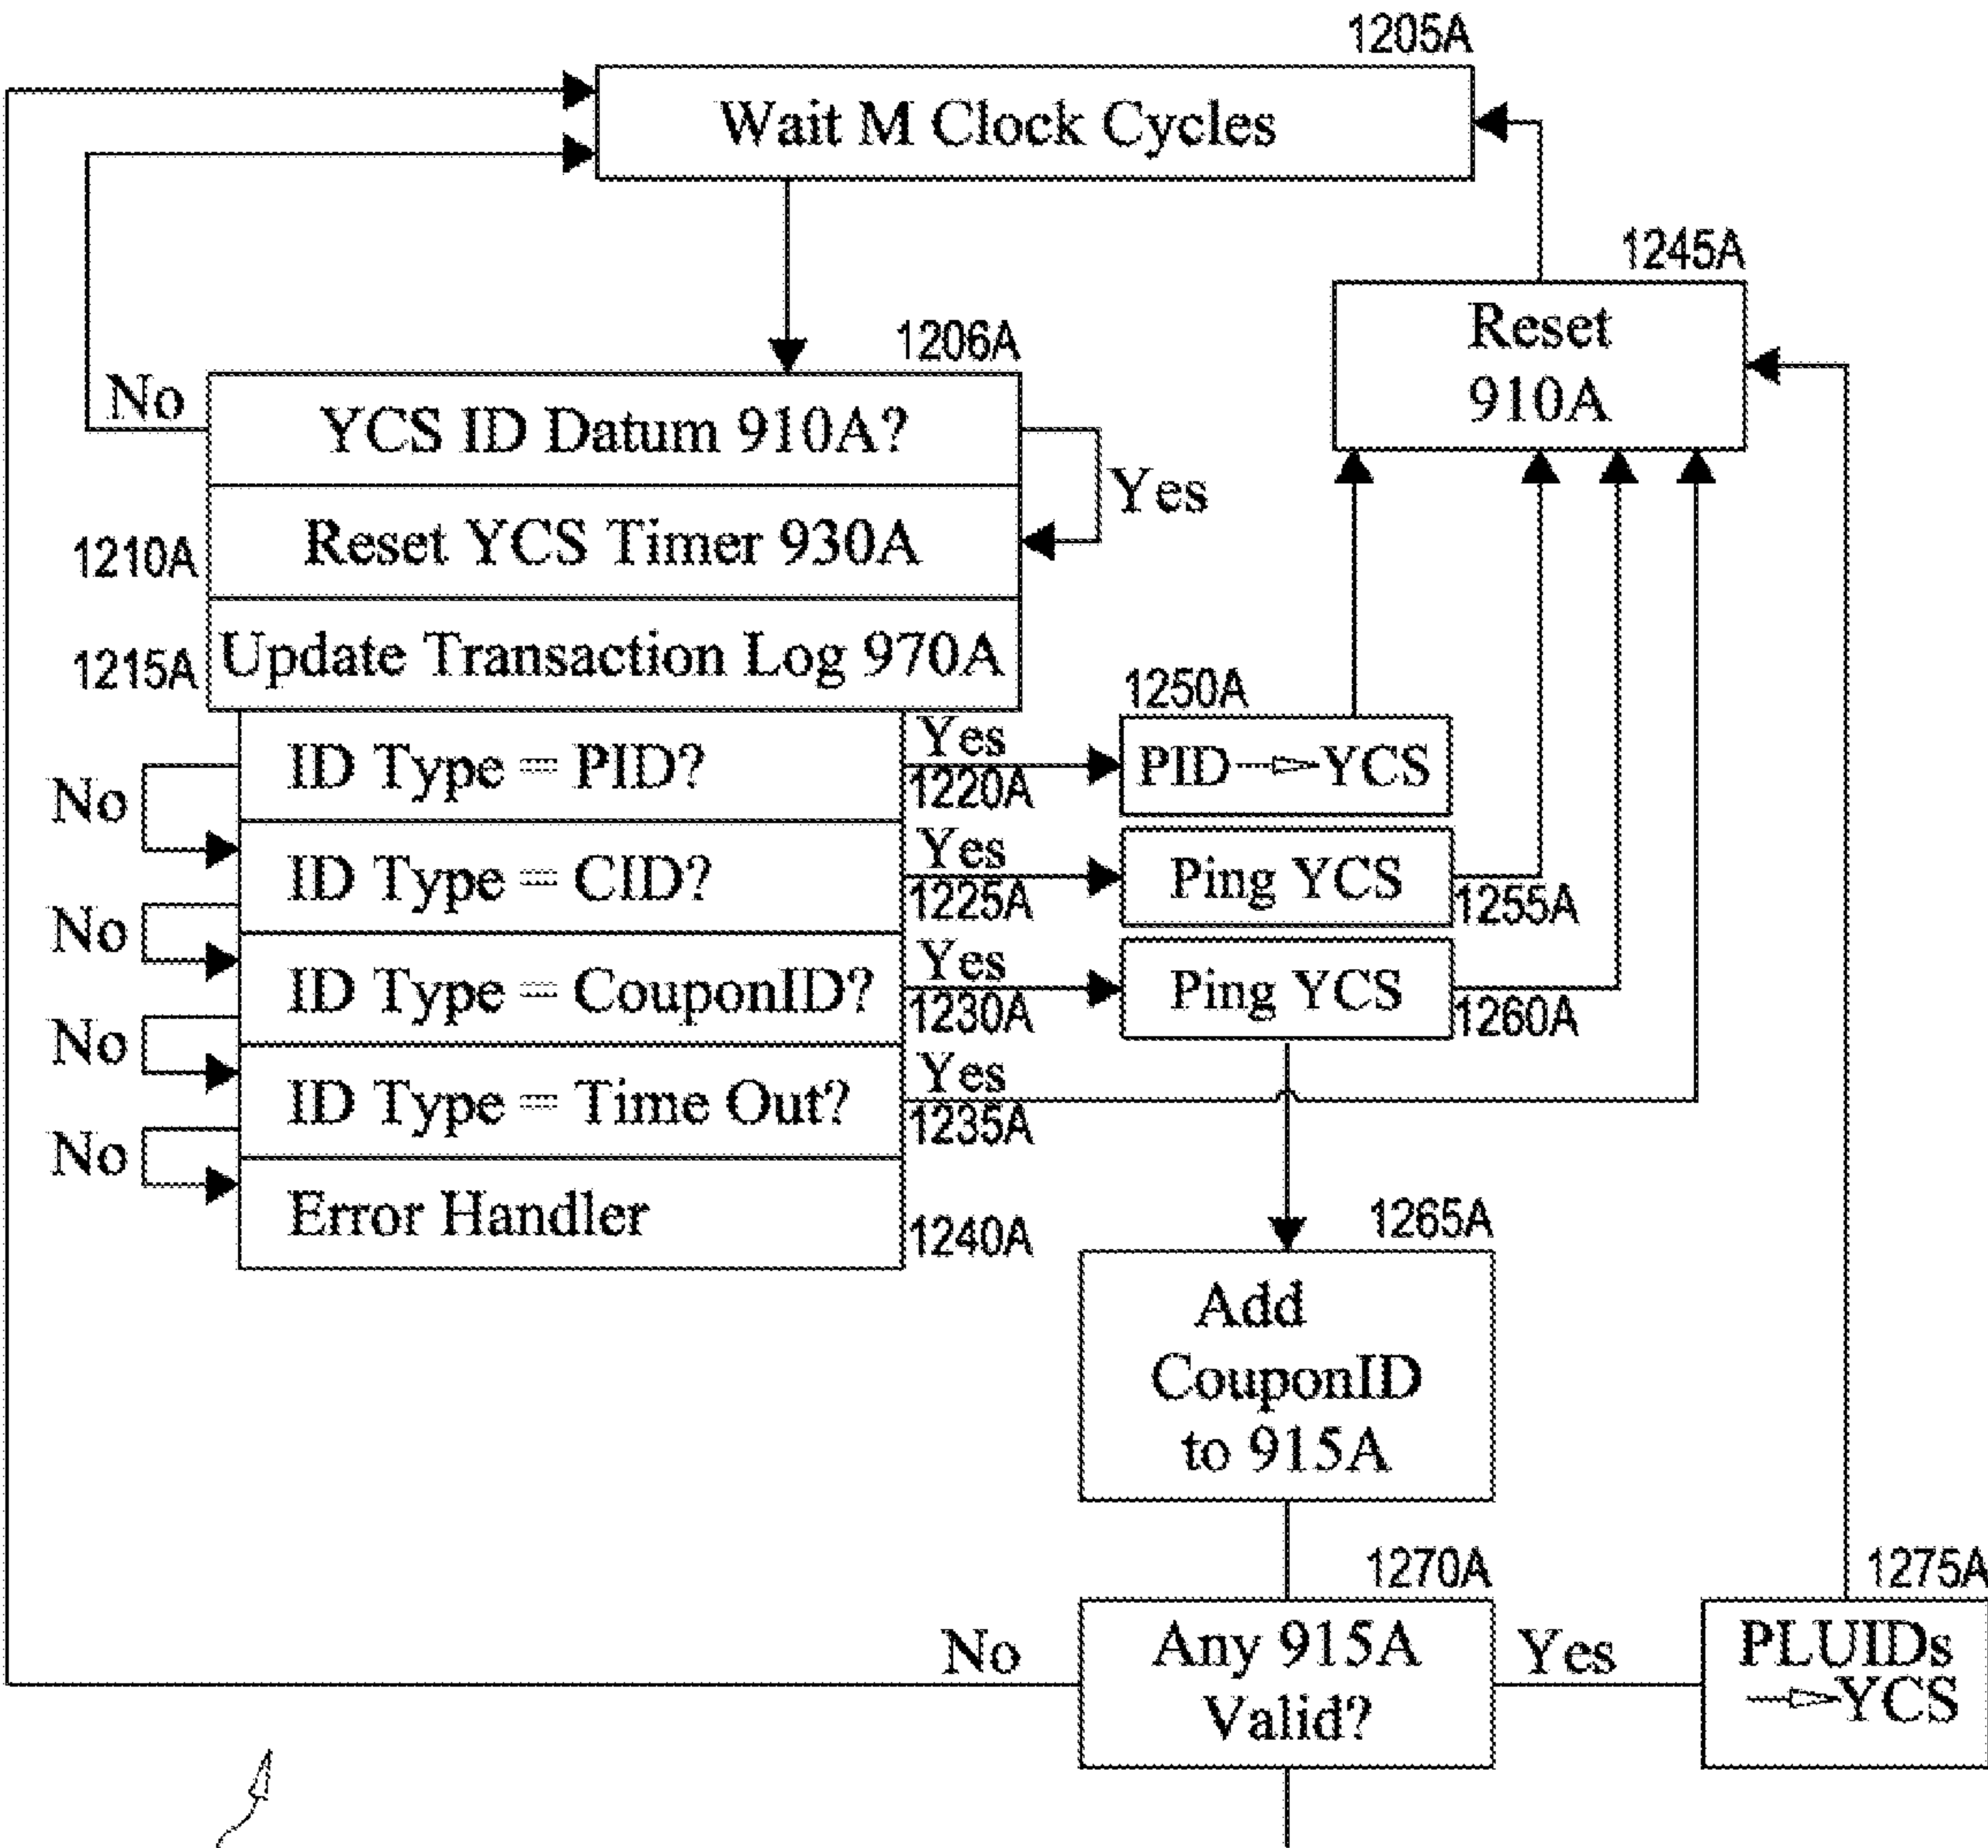 1205A
Wait M Clock Cycles
1245A
Reset
910A
1206A
No
YCS ID Datum 910A?
Yes
1210A
Reset YCS Timer 930A
1215A
Update Transaction Log 970A
1250A
ID Type = PID?
Yes
1220A
PID → YCS
No
ID Type = CID?
Yes
1225A
Ping YCS
1255A
No
ID Type = CouponID?
Yes
1230A
Ping YCS
1260A
No
ID Type = Time Out?
Yes
1235A
No
Error Handler
1240A
1265A
Add
CouponID
to 915A
1270A
1275A
No
Any 915A
Valid?
Yes
PLUIDs
→ YCS